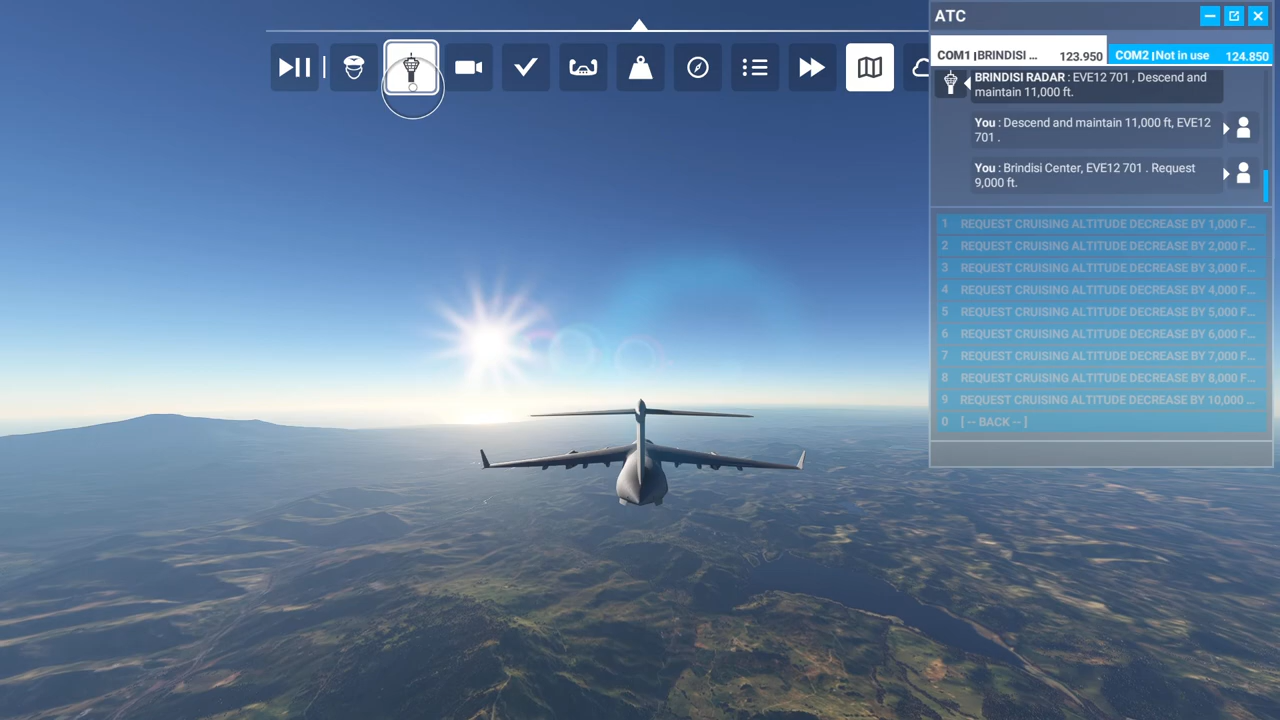 ATC
COM1 |BRINDISI ... 123.950
COM2 |Not in use 124.850
BRINDISI RADAR : EVE12 701 , Descend and
maintain 11,000 ft.
You : Descend and maintain 11,000 ft, EVE12
701 .
You : Brindisi Center, EVE12 701 . Request
9,000 ft.
1 REQUEST CRUISING ALTITUDE DECREASE BY 1,000 F...
2 REQUEST CRUISING ALTITUDE DECREASE BY 2,000 F...
3 REQUEST CRUISING ALTITUDE DECREASE BY 3,000 F...
4 REQUEST CRUISING ALTITUDE DECREASE BY 4,000 F...
5 REQUEST CRUISING ALTITUDE DECREASE BY 5,000 F...
6 REQUEST CRUISING ALTITUDE DECREASE BY 6,000 F...
7 REQUEST CRUISING ALTITUDE DECREASE BY 7,000 F...
8 REQUEST CRUISING ALTITUDE DECREASE BY 8,000 F...
9 REQUEST CRUISING ALTITUDE DECREASE BY 10,000 ...
0 [ -- BACK -- ]